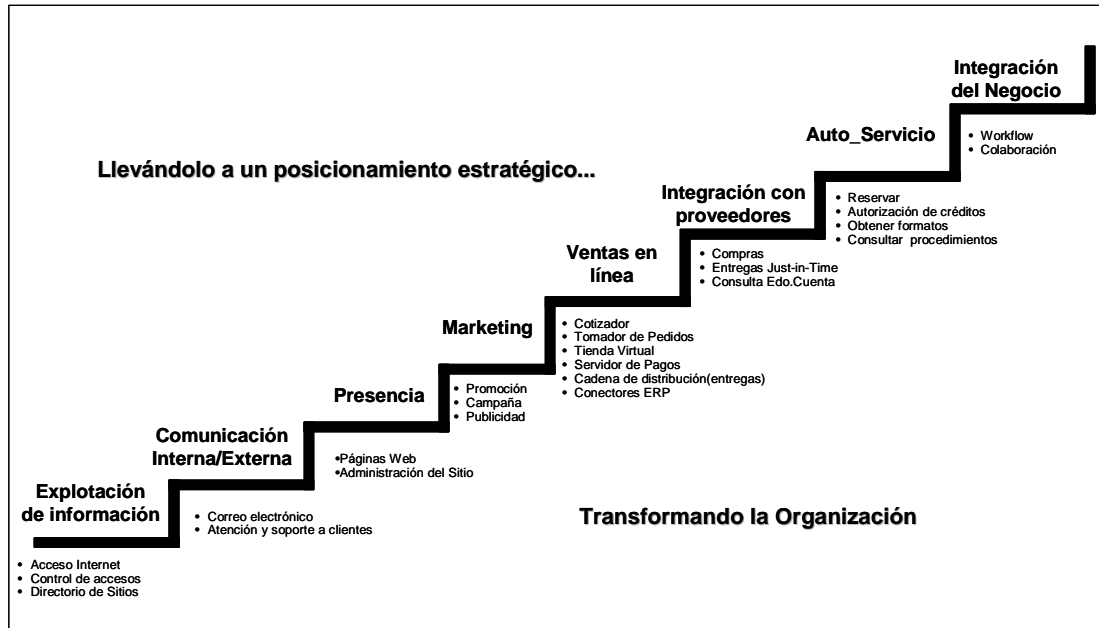 Integración
del Negocio
• Workflow
• Colaboración
Auto_Servicio
• Reservar
• Autorización de créditos
• Obtener formatos
• Consultar procedimientos
Llevándolo a un posicionamiento estratégico...
Integración con
proveedores
• Compras
• Entregas Just-in-Time
• Consulta Edo.Cuenta
Ventas en
línea
• Cotizador
• Tomador de Pedidos
• Tienda Virtual
• Servidor de Pagos
• Cadena de distribución(entregas)
• Conectores ERP
Marketing
• Promoción
• Campaña
• Publicidad
Presencia
•Páginas Web
•Administración del Sitio
Comunicación
Interna/Externa
• Correo electrónico
• Atención y soporte a clientes
Explotación
de información
• Acceso Internet
• Control de accesos
• Directorio de Sitios
Transformando la Organización